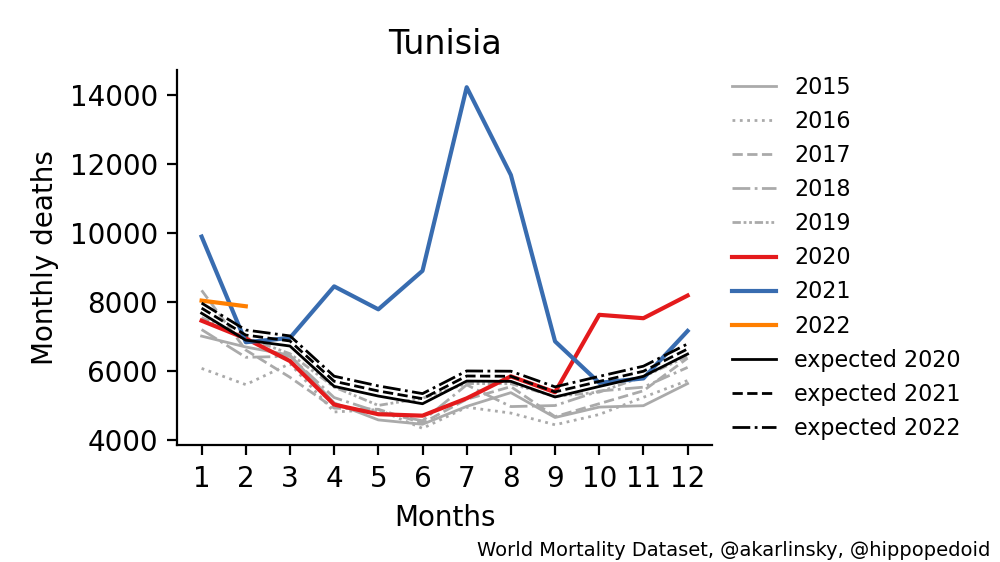 Tunisia
14000
12000
10000
8000
6000
4000
Monthly deaths
1 2 3 4 5 6 7 8 9 10 11 12
Months
2015
2016
2017
2018
2019
2020
2021
2022
expected 2020
expected 2021
expected 2022
World Mortality Dataset, @akarlinsky, @hippopedoid